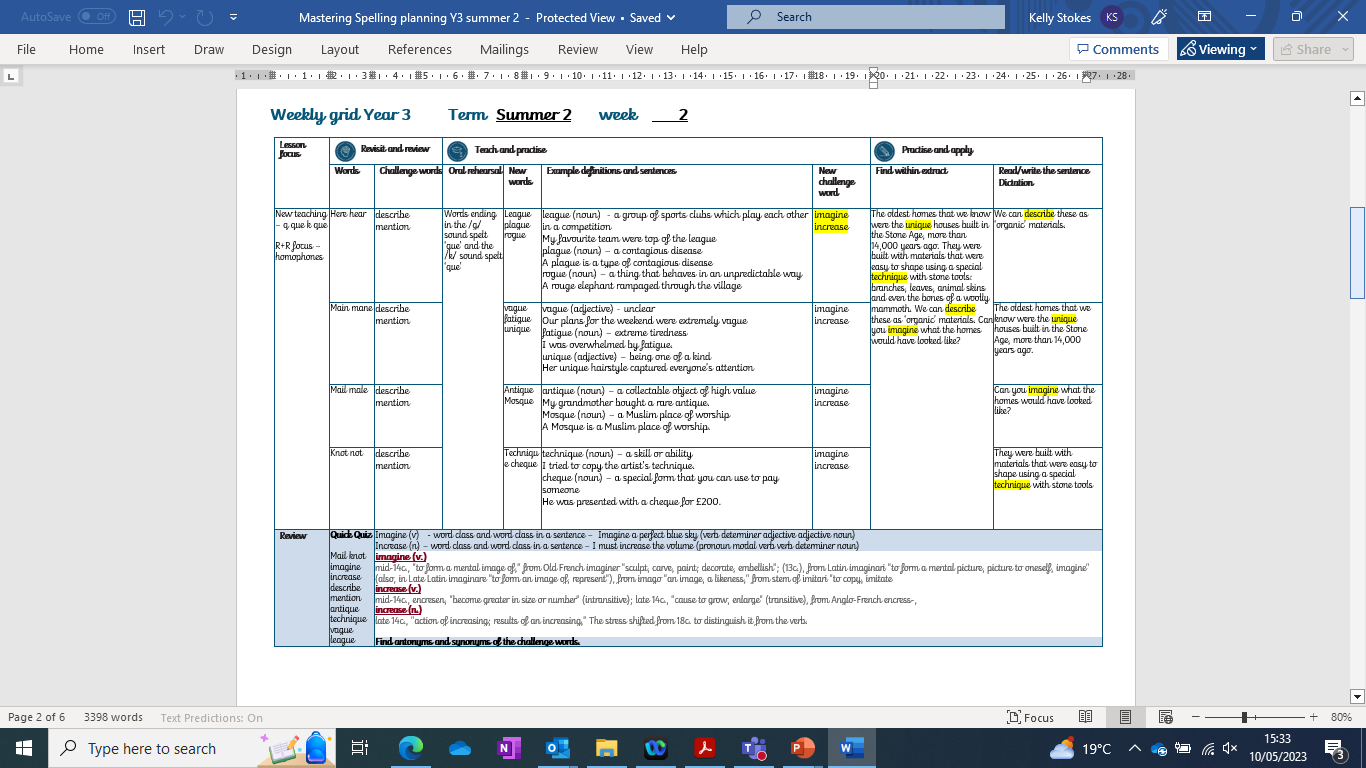 AutoSave Off
Mastering Spelling planning Y3 summer 2 - Protected View • Saved
Search
Kelly Stokes KS
File Home Insert Draw Design Layout References Mailings Review View Help
Comments Viewing Share
Weekly grid Year 3 Term Summer 2 week 2
Lesson focus
Revisit and review
Teach and practise
Practise and apply
Words
Challenge words
Oral rehearsal
New words
Example definitions and sentences
New challenge word
Find within extract
Read/write the sentence
Dictation
New teaching
– g, que k que
R+R focus –
homophones
Here hear
describe
mention
Words ending
in the /g/
sound spelt
'gue' and the
/k/ sound spelt
'que'
League
plague
rogue
league (noun) - a group of sports clubs which play each other
in a competition
My favourite team were top of the league
plague (noun) – a contagious disease
A plague is a type of contagious disease
rogue (noun) – a thing that behaves in an unpredictable way
A rouge elephant rampaged through the village
imagine
increase
The oldest homes that we know
were the unique houses built in
the Stone Age, more than
14,000 years ago. They were
built with materials that were
easy to shape using a special
technique with stone tools:
branches, leaves, animal skins
and even the bones of a woolly
mammoth. We can describe
these as 'organic' materials. Can
you imagine what the homes
would have looked like?
We can describe these as
'organic' materials.
Main mane
describe
mention
vague
fatigue
unique
vague (adjective) - unclear
Our plans for the weekend were extremely vague
fatigue (noun) – extreme tiredness
I was overwhelmed by fatigue.
unique (adjective) – being one of a kind
Her unique hairstyle captured everyone's attention
imagine
increase
The oldest homes that we
know were the unique
houses built in the Stone
Age, more than 14,000
years ago.
Mail male
describe
mention
Antique
Mosque
antique (noun) – a collectable object of high value
My grandmother bought a rare antique.
Mosque (noun) – a Muslim place of worship
A Mosque is a Muslim place of worship.
imagine
increase
Can you imagine what the
homes would have looked
like?
Knot not
describe
mention
Techniqu
e cheque
technique (noun) – a skill or ability
I tried to copy the artist's technique.
cheque (noun) – a special form that you can use to pay
someone
He was presented with a cheque for £200.
imagine
increase
They were built with
materials that were easy to
shape using a special
technique with stone tools
Review
Quick Quiz
Mail knot
imagine
increase
describe
mention
antique
technique
vague
league
Imagine (v) - word class and word class in a sentence – Imagine a perfect blue sky (verb determiner adjective adjective noun)
Increase (n) – word class and word class in a sentence – I must increase the volume (pronoun modal verb verb determiner noun)
imagine (v.)
mid-14c., "to form a mental image of," from Old French imaginer "sculpt, carve, paint; decorate, embellish"; (13c.), from Latin imaginari "to form a mental picture, picture to oneself, imagine"
(also, in Late Latin imaginare "to form an image of, represent"), from imago "an image, a likeness," from stem of imitari "to copy, imitate
increase (v.)
mid-14c., encresen, "become greater in size or number" (intransitive); late 14c., "cause to grow, enlarge" (transitive), from Anglo-French encress-,
increase (n.)
late 14c., "action of increasing; results of an increasing," The stress shifted from 18c. to distinguish it from the verb.
Find antonyms and synonyms of the challenge words.
Page 2 of 6 3398 words Text Predictions: On
Focus 80%
Type here to search
19°C
15:33
10/05/2023
3